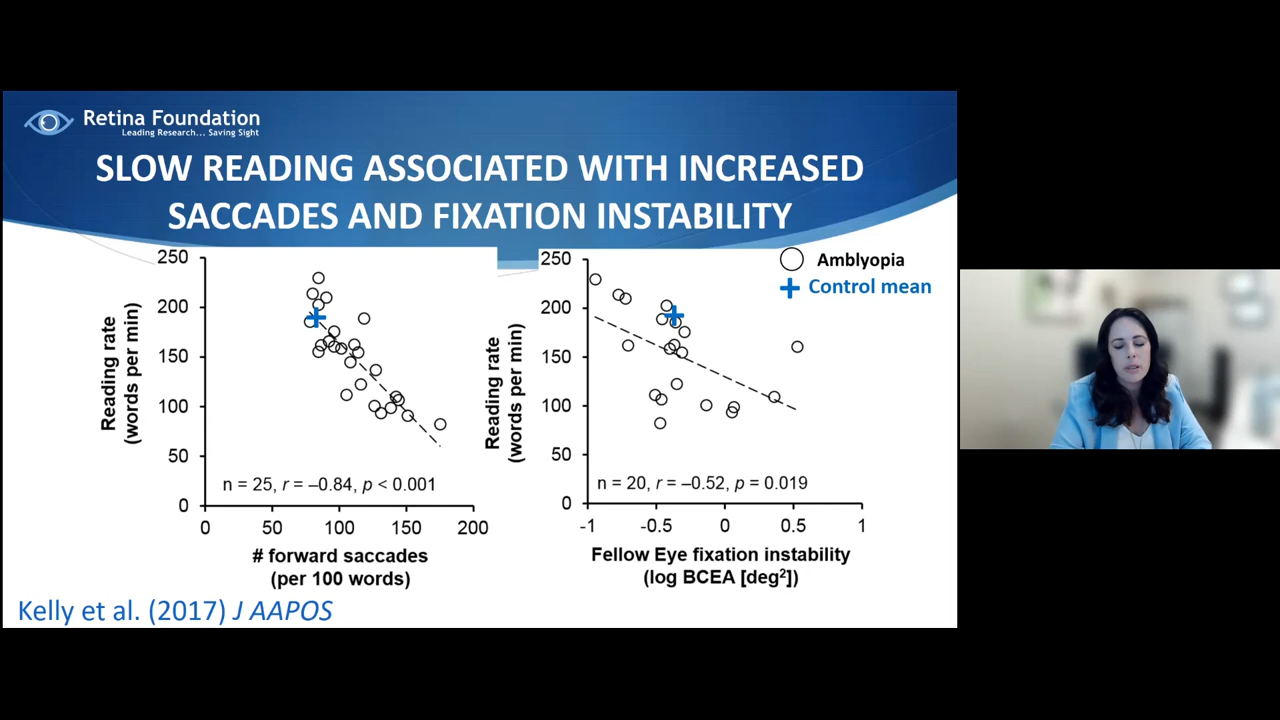 Retina Foundation
Leading Research... Saving Sight
SLOW READING ASSOCIATED WITH INCREASED
SACCADES AND FIXATION INSTABILITY
250
200
150
100
50
0
Reading rate
(words per min)
n = 25, r = –0.84, p < 0.001
0 50 100 150 200
# forward saccades
(per 100 words)
250
200
150
100
50
0
Reading rate
(words per min)
Amblyopia
Control mean
n = 20, r = –0.52, p = 0.019
-1 -0.5 0 0.5 1
Fellow Eye fixation instability
(log BCEA [deg²])
Kelly et al. (2017) J AAPOS